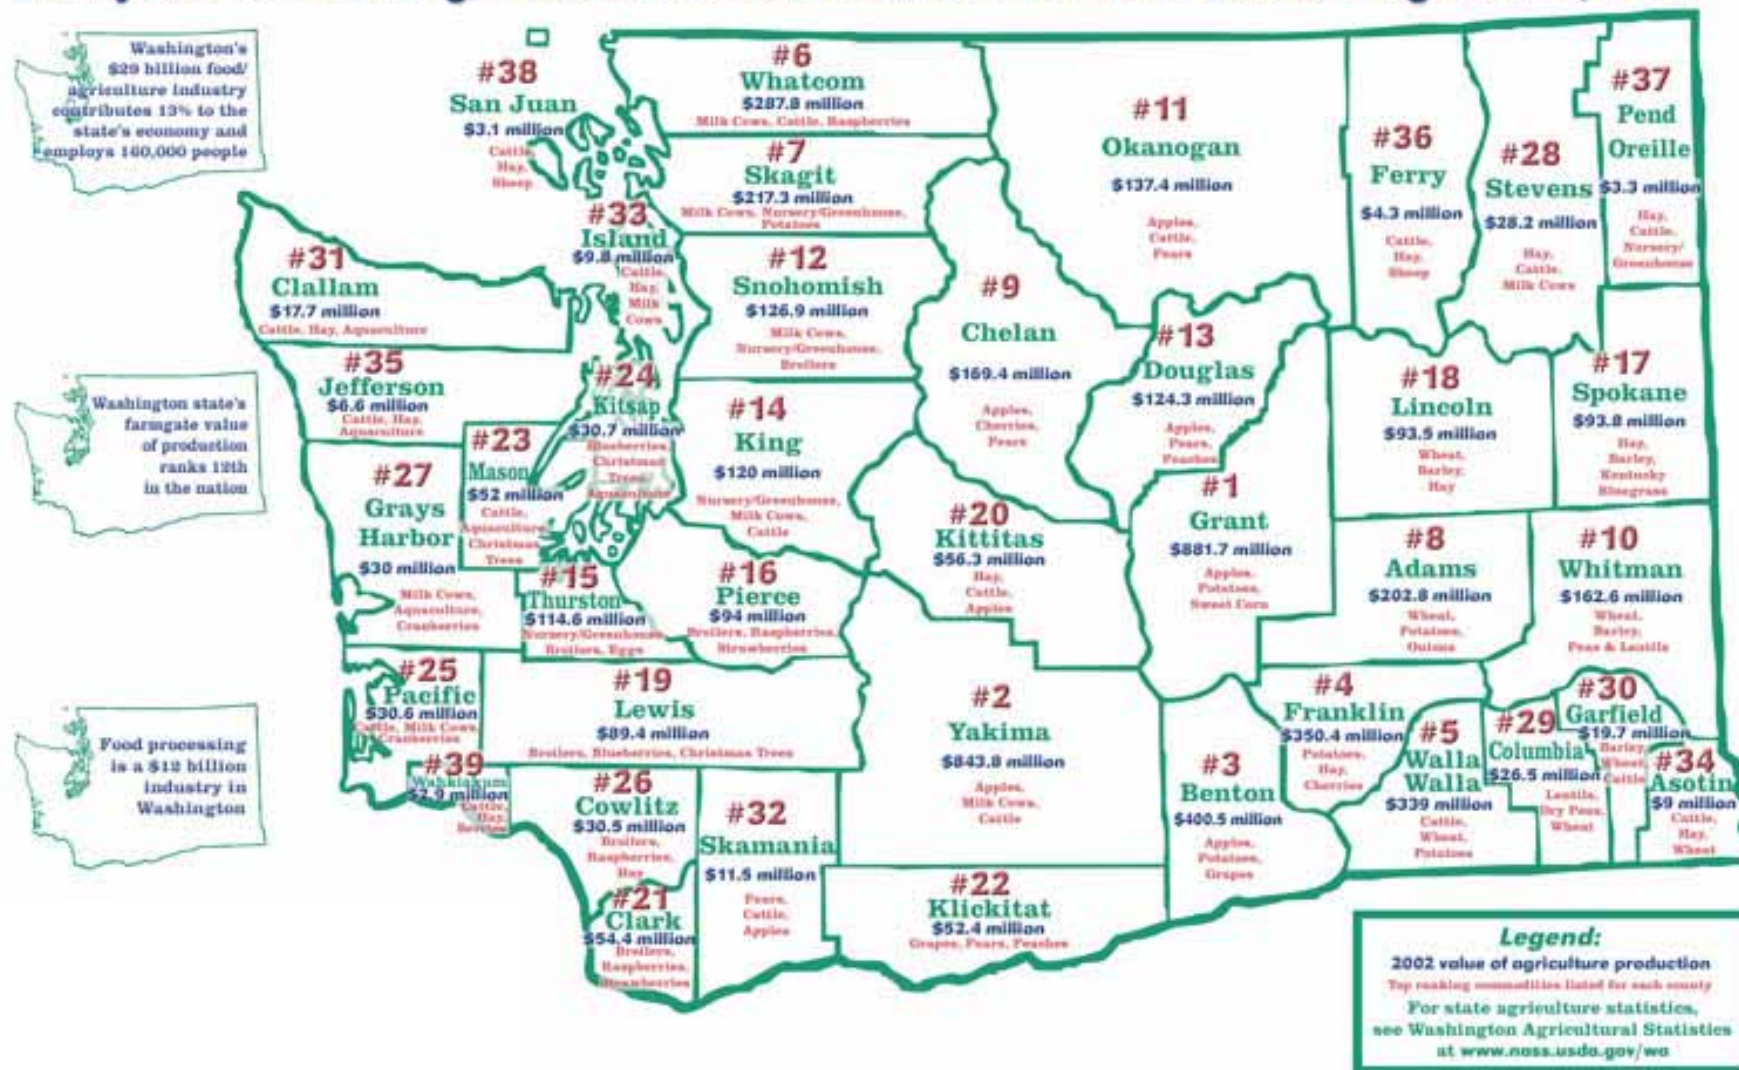 Washington's
$29 billion food/
agriculture industry
contributes 13% to the
state's economy and
employs 160,000 people
Washington state's
farmgate value
of production
ranks 12th
in the nation
Food processing
is a $12 billion
industry in
Washington
#38
San Juan
$3.1 million
Cattle,
Hay,
Sheep
#6
Whatcom
$287.8 million
Milk Cows, Cattle, Raspberries
#7
Skagit
$217.3 million
Milk Cows, Nursery/Greenhouse,
Potatoes
#33
Island
$9.8 million
Cattle,
Hay,
Milk
Cows
#12
Snohomish
$126.9 million
Milk Cows,
Nursery/Greenhouse,
Broilers
#31
Clallam
$17.7 million
Cattle, Hay, Aquaculture
#35
Jefferson
$6.6 million
Cattle, Hay,
Aquaculture
#24
Kitsap
$30.7 million
Blueberries,
Christmas
Trees,
Aquaculture
#14
King
$120 million
Nursery/Greenhouse,
Milk Cows,
Cattle
#23
Mason
$52 million
Cattle,
Aquaculture,
Christmas
Trees
#27
Grays
Harbor
$30 million
Milk Cows,
Aquaculture,
Cranberries
#15
Thurston
$114.6 million
Nursery/Greenhouse,
Broilers, Eggs
#16
Pierce
$94 million
Broilers, Raspberries,
Strawberries
#25
Pacific
$30.6 million
Cattle, Milk Cows,
Cranberries
#19
Lewis
$89.4 million
Broilers, Blueberries, Christmas Trees
#39
Wahkiakum
$2.9 million
Cattle,
Hay,
Berries
#26
Cowlitz
$30.5 million
Broilers,
Raspberries,
Hay
#21
Clark
$54.4 million
Broilers,
Raspberries,
Strawberries
#32
Skamania
$11.5 million
Pears,
Cattle,
Apples
#11
Okanogan
$137.4 million
Apples,
Cattle,
Pears
#9
Chelan
$169.4 million
Apples,
Cherries,
Pears
#13
Douglas
$124.3 million
Apples,
Pears,
Peaches
#20
Kittitas
$56.3 million
Hay,
Cattle,
Apples
#1
Grant
$881.7 million
Apples,
Potatoes,
Sweet Corn
#2
Yakima
$843.8 million
Apples,
Milk Cows,
Cattle
#22
Klickitat
$52.4 million
Grapes, Pears, Peaches
#3
Benton
$400.5 million
Apples,
Potatoes,
Grapes
#36
Ferry
$4.3 million
Cattle,
Hay,
Sheep
#28
Stevens
$28.2 million
Hay,
Cattle,
Milk Cows
#37
Pend
Oreille
$3.3 million
Hay,
Cattle,
Nursery/
Greenhouse
#18
Lincoln
$93.5 million
Wheat,
Barley,
Hay
#17
Spokane
$93.8 million
Hay,
Barley,
Kentucky
Bluegrass
#8
Adams
$202.8 million
Wheat,
Potatoes,
Onions
#10
Whitman
$162.6 million
Wheat,
Barley,
Peas & Lentils
#4
Franklin
$350.4 million
Potatoes,
Hay,
Cherries
#5
Walla
Walla
$339 million
Cattle,
Wheat,
Potatoes
#29
Columbia
$26.5 million
Lentils,
Dry Peas,
Wheat
#30
Garfield
$19.7 million
Barley,
Wheat,
Cattle
#34
Asotin
$9 million
Cattle,
Hay,
Wheat
Legend:
2002 value of agriculture production
Top ranking commodities listed for each county
For state agriculture statistics,
see Washington Agricultural Statistics
at www.nass.usda.gov/wa